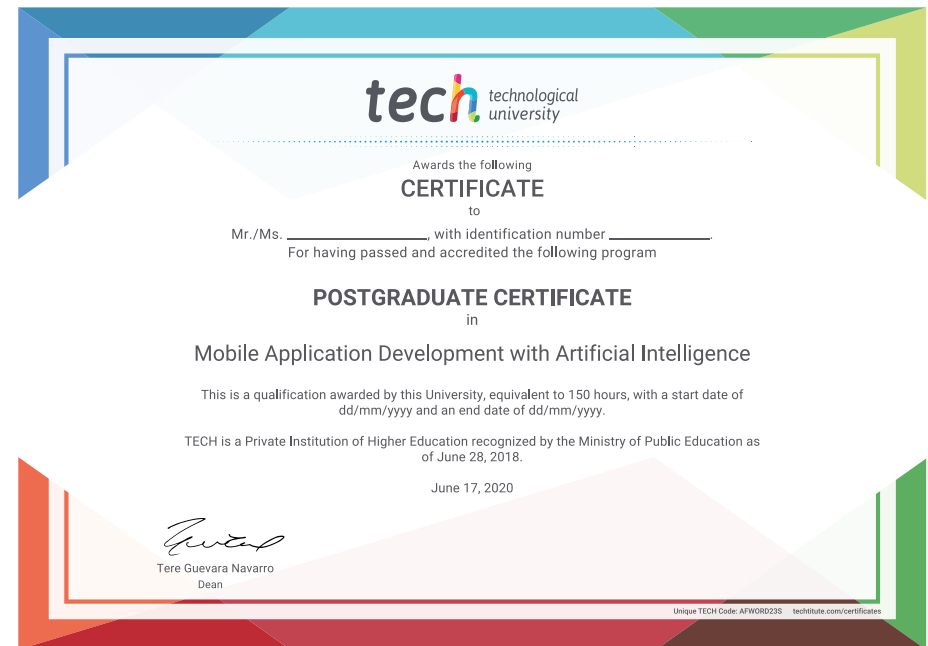 tech technological
university
Awards the following
CERTIFICATE
to
Mr./Ms. ____________________, with identification number ______________.
For having passed and accredited the following program
POSTGRADUATE CERTIFICATE
in
Mobile Application Development with Artificial Intelligence
This is a qualification awarded by this University, equivalent to 150 hours, with a start date of
dd/mm/yyyy and an end date of dd/mm/yyyy.
TECH is a Private Institution of Higher Education recognized by the Ministry of Public Education as
of June 28, 2018.
June 17, 2020
Tere Guevara Navarro
Dean
Unique TECH Code: AFWORD23S techtitute.com/certificates